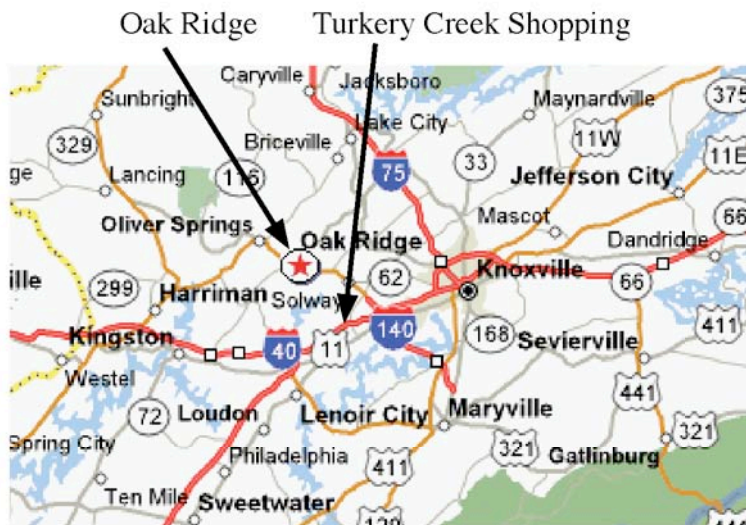 Oak Ridge Turkery Creek Shopping
Caryville
Jacksboro
375
Sunbright
Maynardville
Lake City
11W
329
Briceville
33
11E
ge
Lancing
116
75
Jefferson City
Oliver Springs
Mascot
66
Oak Ridge
Dandridge
62
Knoxville
ille
299
Solway
66
Harriman
411
140
168
Kingston
11
Sevierville
40
Westel
441
72
Loudon
Lenoir City
Maryville
321
321
Spring City
Gatlinburg
Philadelphia
411
Ten Mile
Sweetwater
129